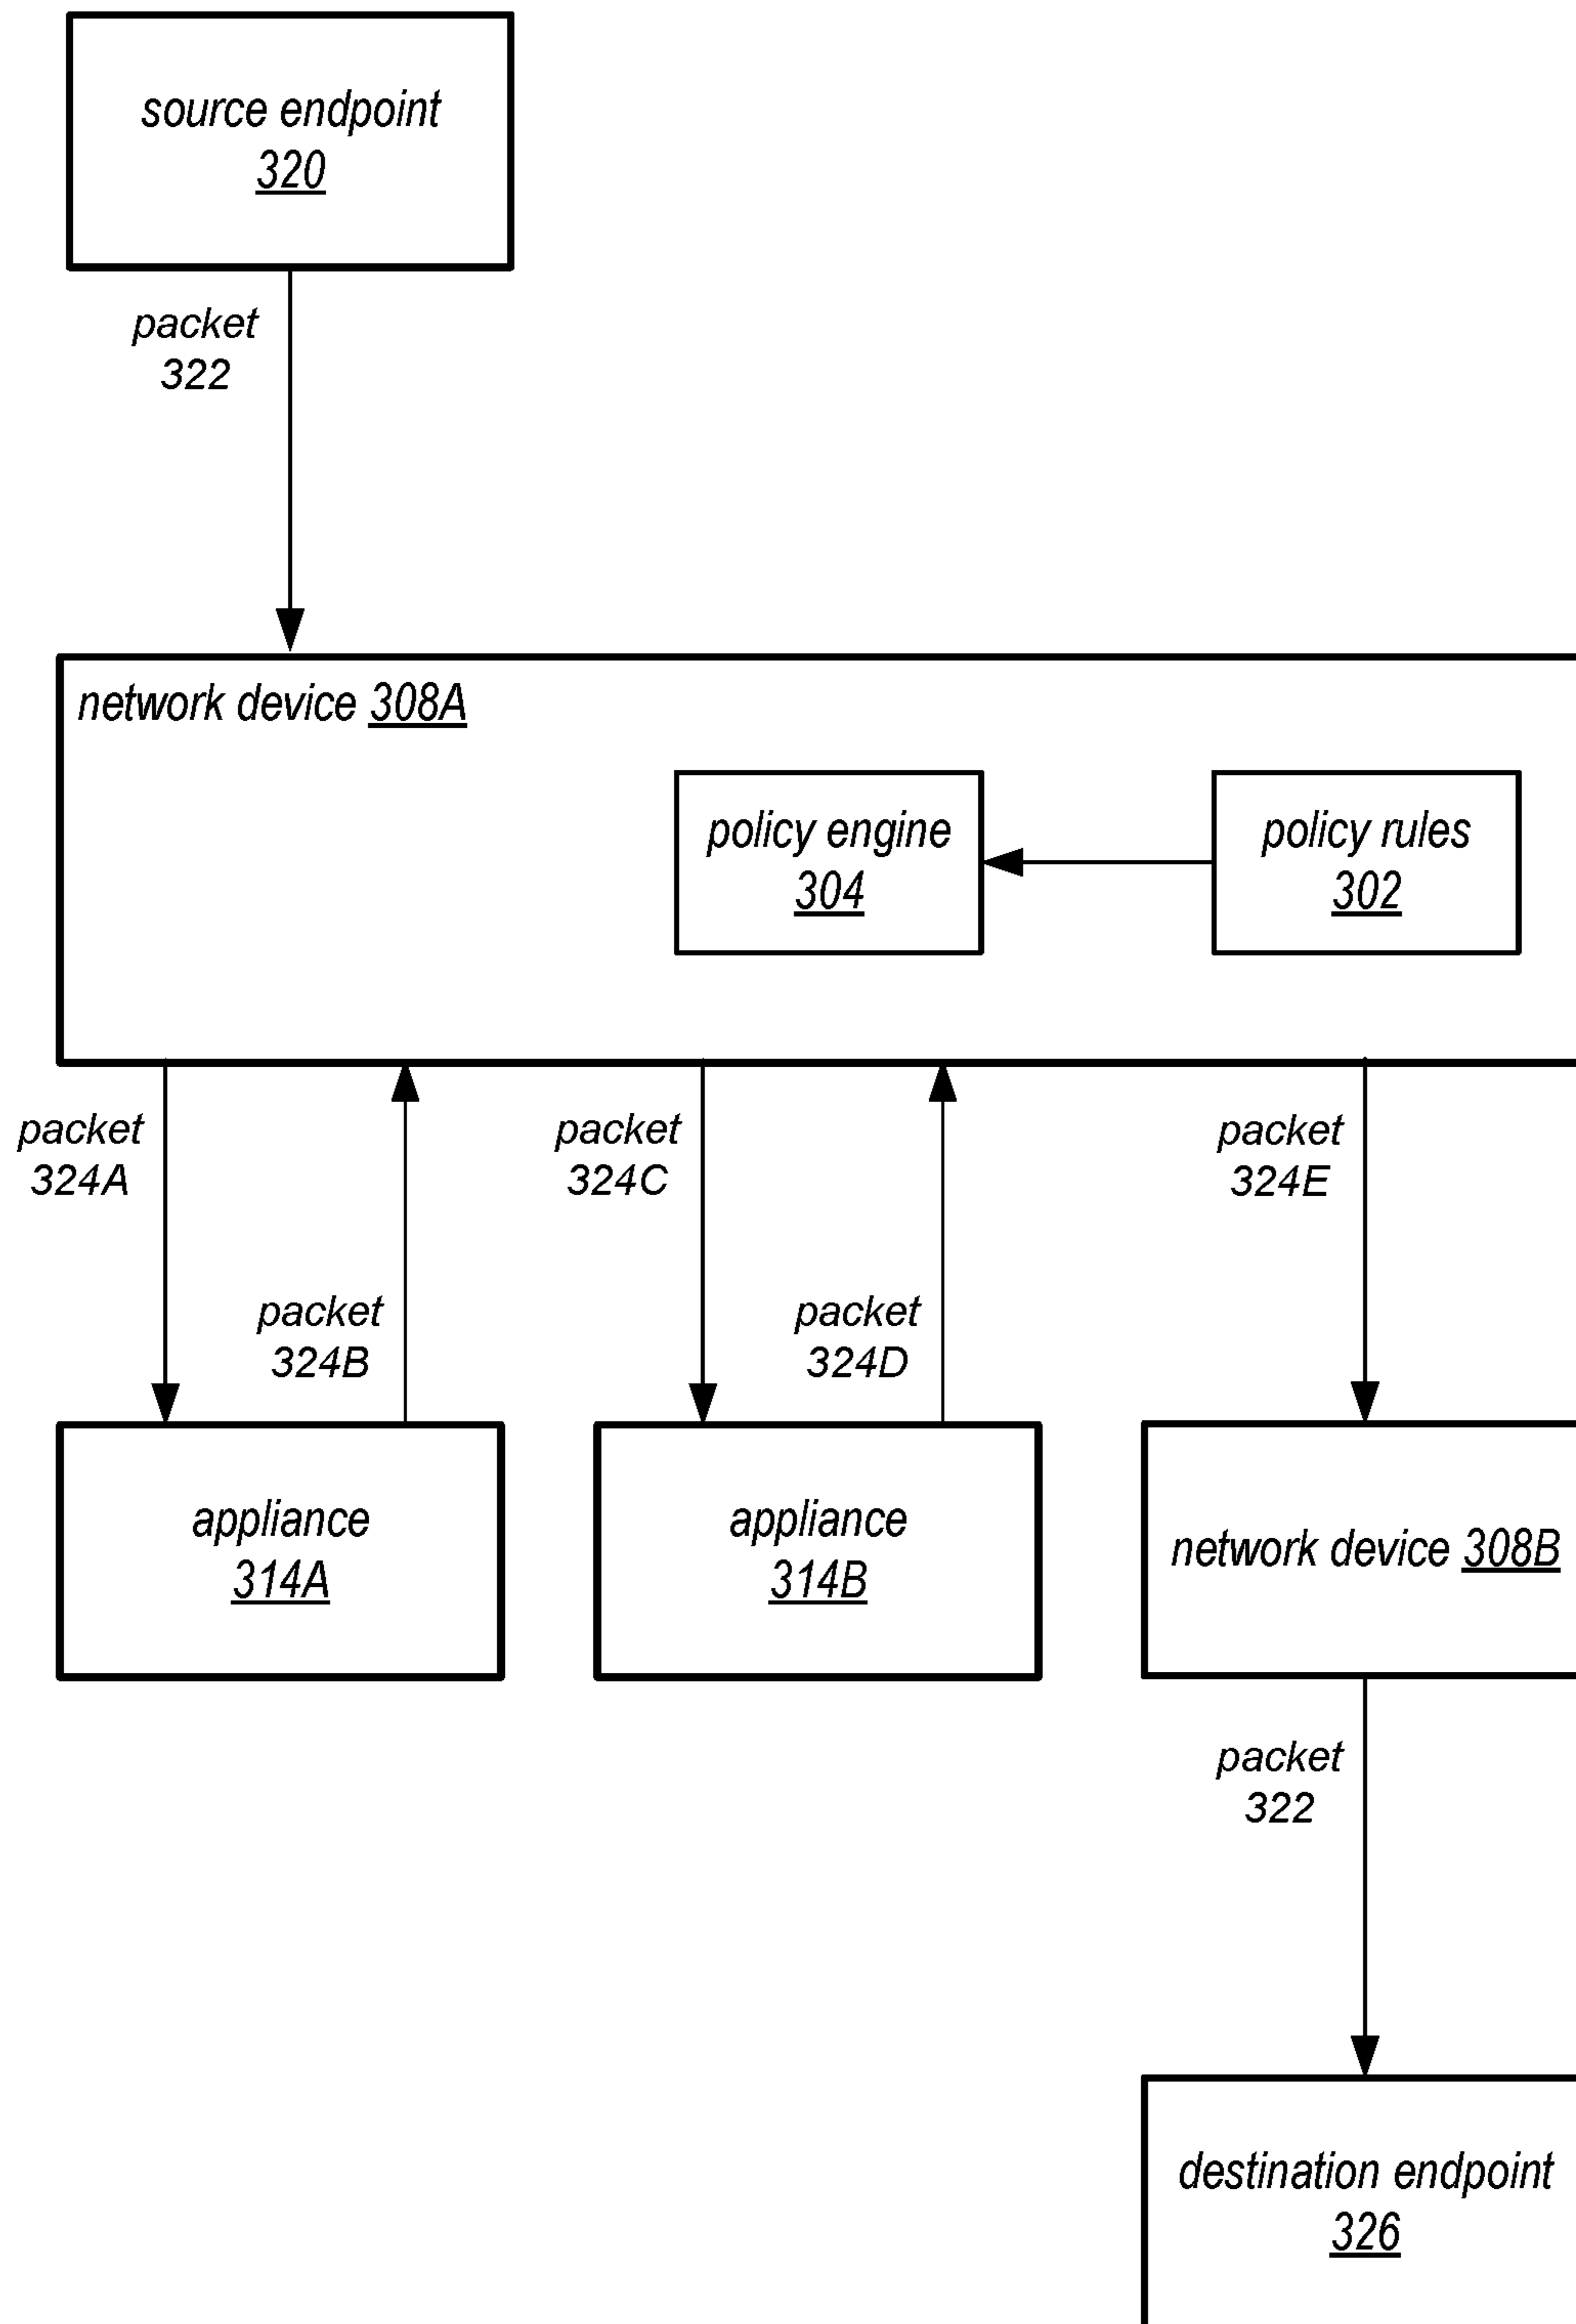 source endpoint
320
packet
322
network device 308A
policy engine
304
policy rules
302
packet
324A
packet
324B
packet
324C
packet
324D
packet
324E
appliance
314A
appliance
314B
network device 308B
packet
322
destination endpoint
326